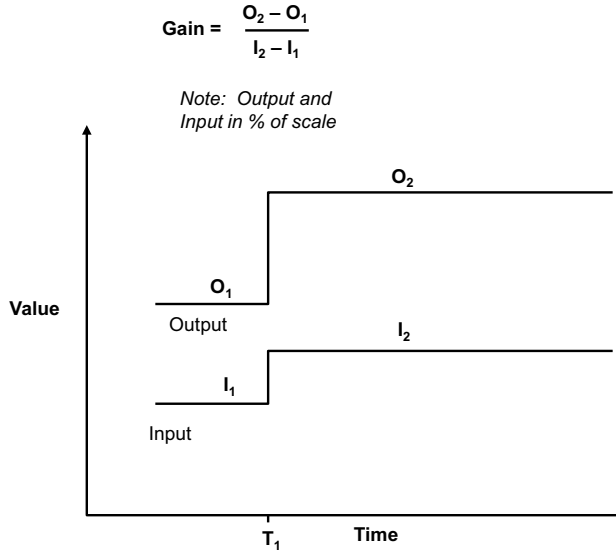 Gain = O₂ – O₁
I₂ – I₁
Note: Output and
Input in % of scale
O₂
O₁
Value
Output
I₂
I₁
Input
T₁
Time